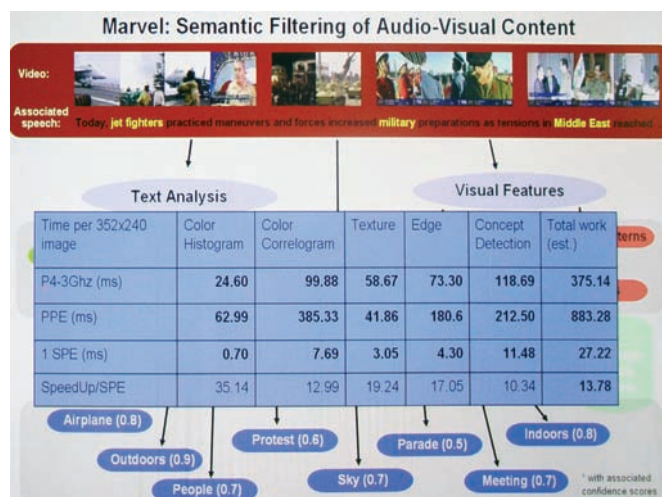 Marvel: Semantic Filtering of Audio-Visual Content
Video:
Associated speech: Today, jet fighters practiced maneuvers and forces increased military preparations as tensions in Middle East reached ...
Text Analysis
Visual Features
Time per 352x240 image Color Histogram Color Correlogram Texture Edge Concept Detection Total work (est.)
P4-3Ghz (ms) 24.60 99.88 58.67 73.30 118.69 375.14
PPE (ms) 62.99 385.33 41.86 180.6 212.50 883.28
1 SPE (ms) 0.70 7.69 3.05 4.30 11.48 27.22
SpeedUp/SPE 35.14 12.99 19.24 17.05 10.34 13.78
Airplane (0.8)
Outdoors (0.9)
People (0.7)
Protest (0.6)
Sky (0.7)
Parade (0.5)
Meeting (0.7)
Indoors (0.8)
* with associated
confidence scores